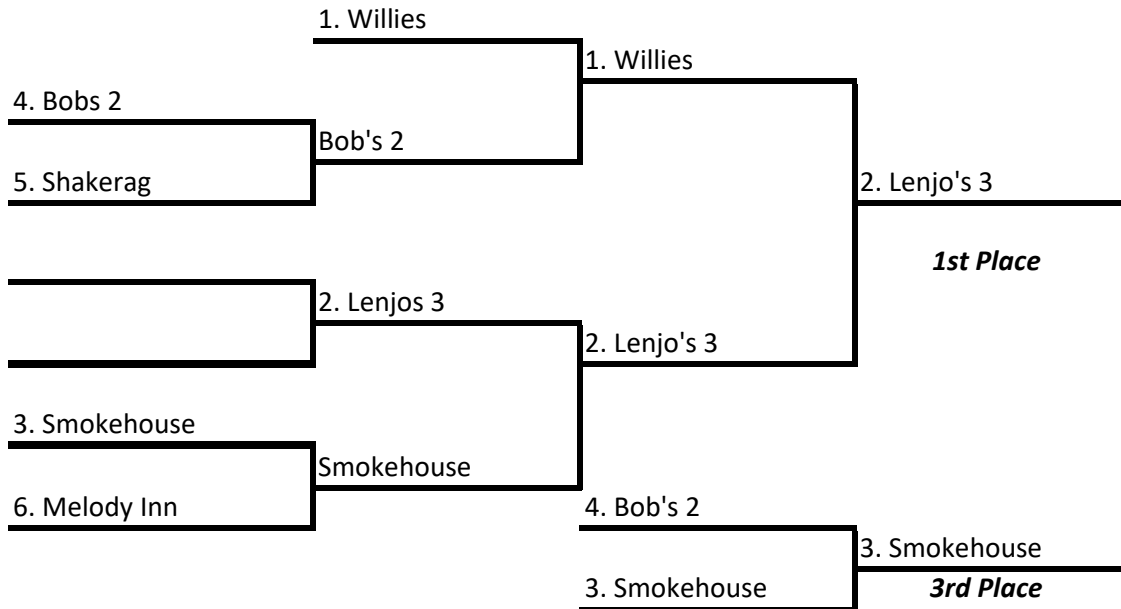 1. Willies
1. Willies
4. Bobs 2
Bob's 2
5. Shakerag
2. Lenjo's 3
1st Place
2. Lenjos 3
2. Lenjo's 3
3. Smokehouse
Smokehouse
6. Melody Inn
4. Bob's 2
3. Smokehouse
3. Smokehouse
3rd Place